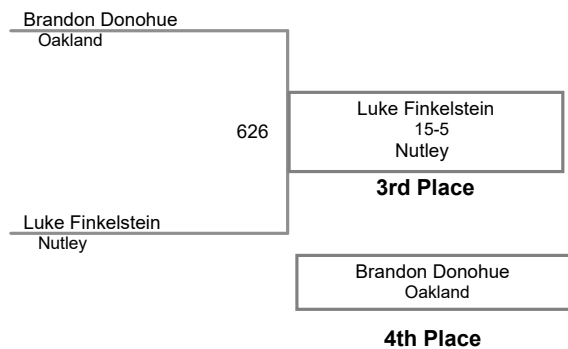 Brandon Donohue
Oakland
626
Luke Finkelstein
15-5
Nutley
3rd Place
Luke Finkelstein
Nutley
Brandon Donohue
Oakland
4th Place